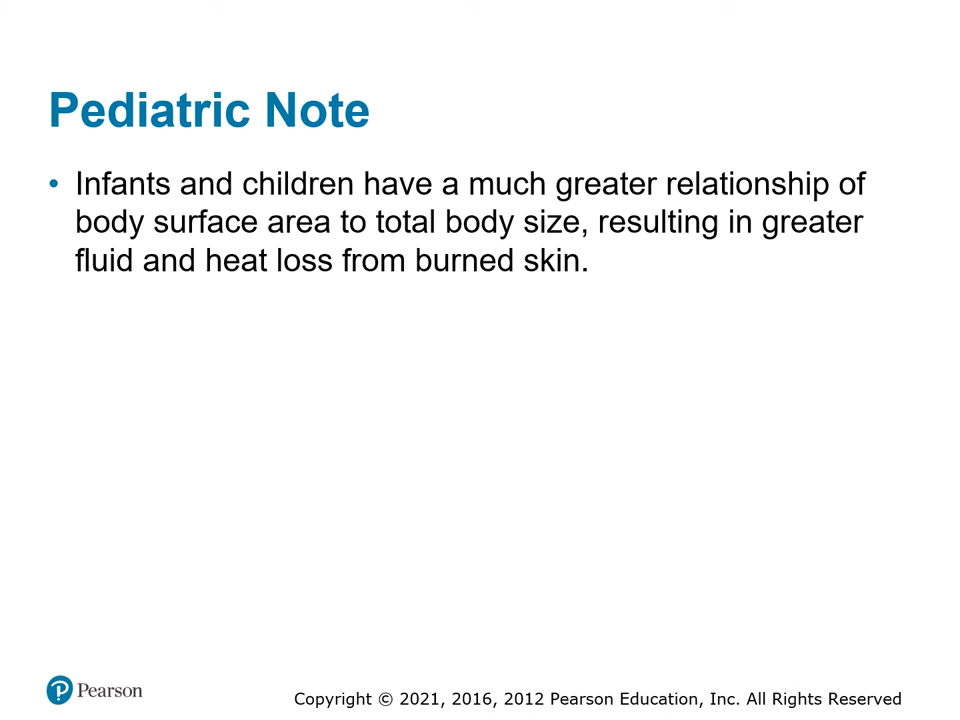 Pediatric Note
• Infants and children have a much greater relationship of
body surface area to total body size, resulting in greater
fluid and heat loss from burned skin.
Pearson
Copyright © 2021, 2016, 2012 Pearson Education, Inc. All Rights Reserved